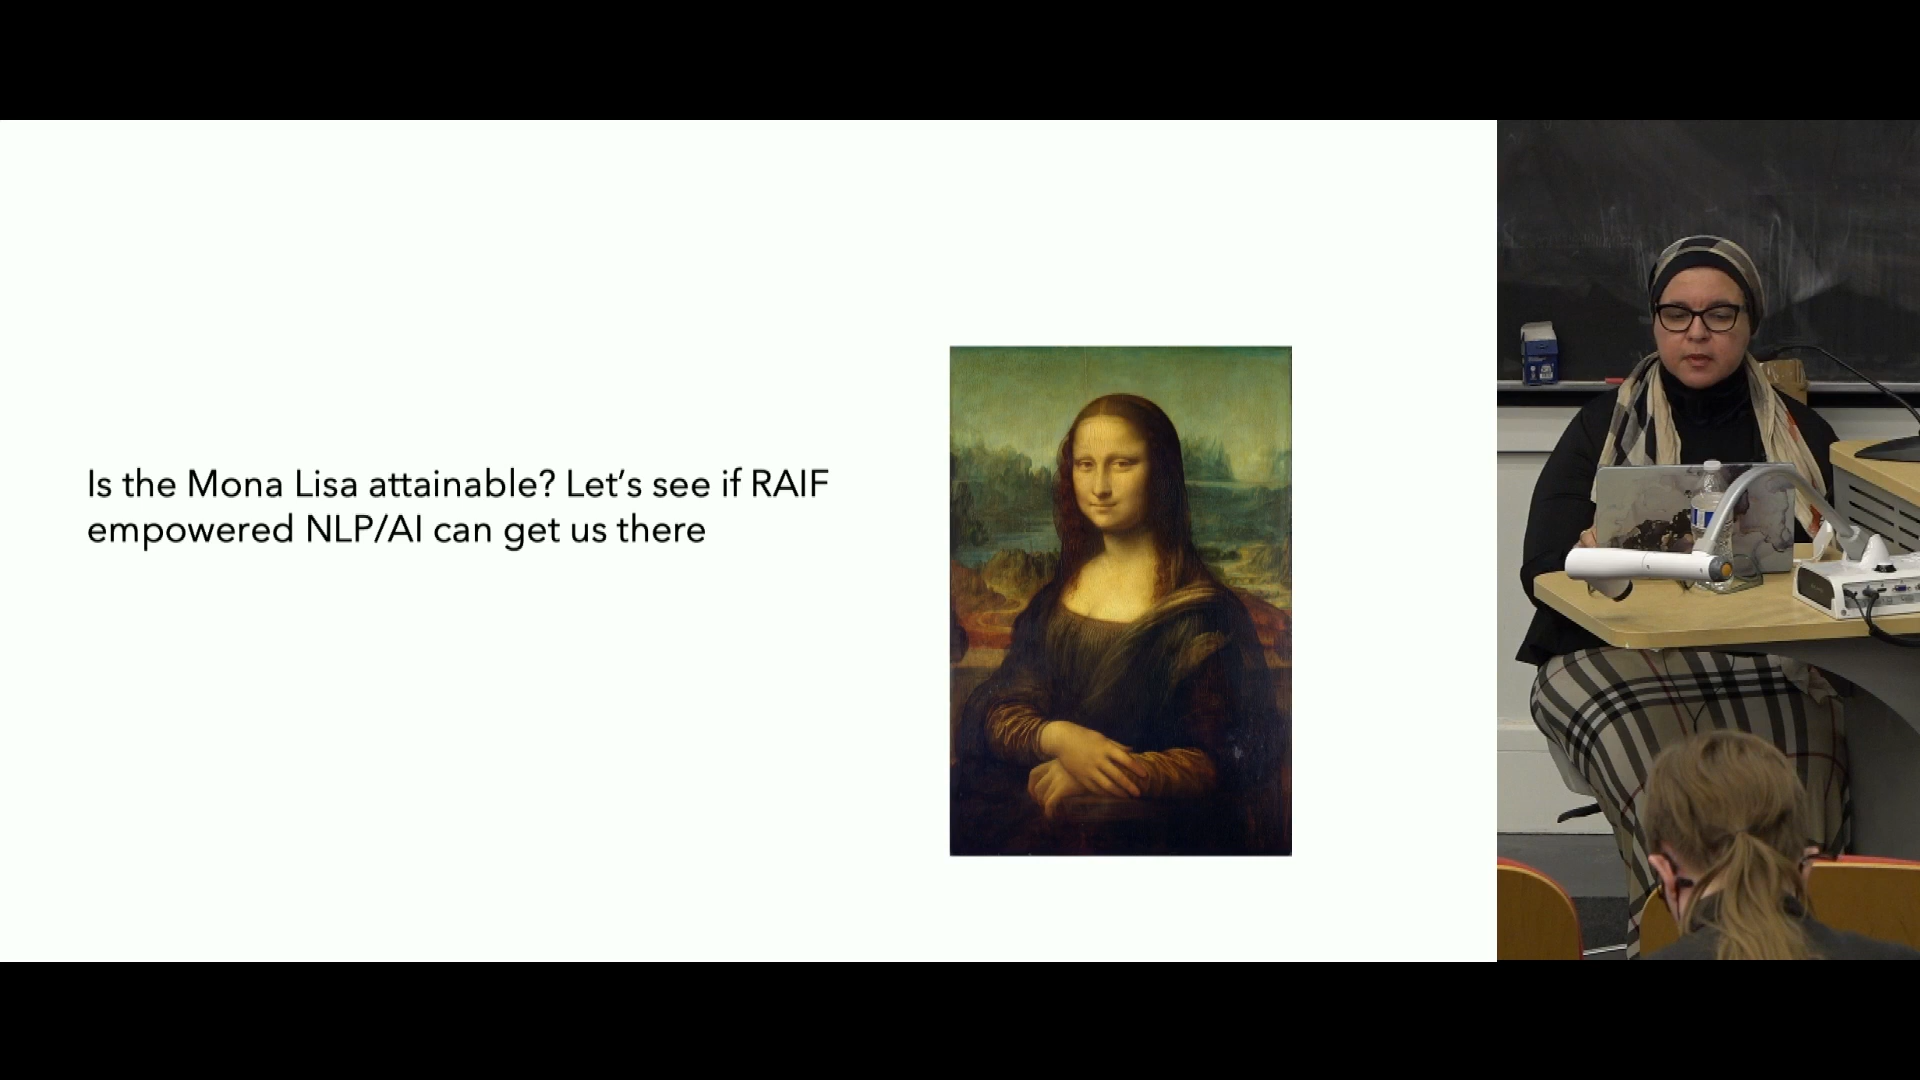 Is the Mona Lisa attainable? Let’s see if RAIF
empowered NLP/AI can get us there